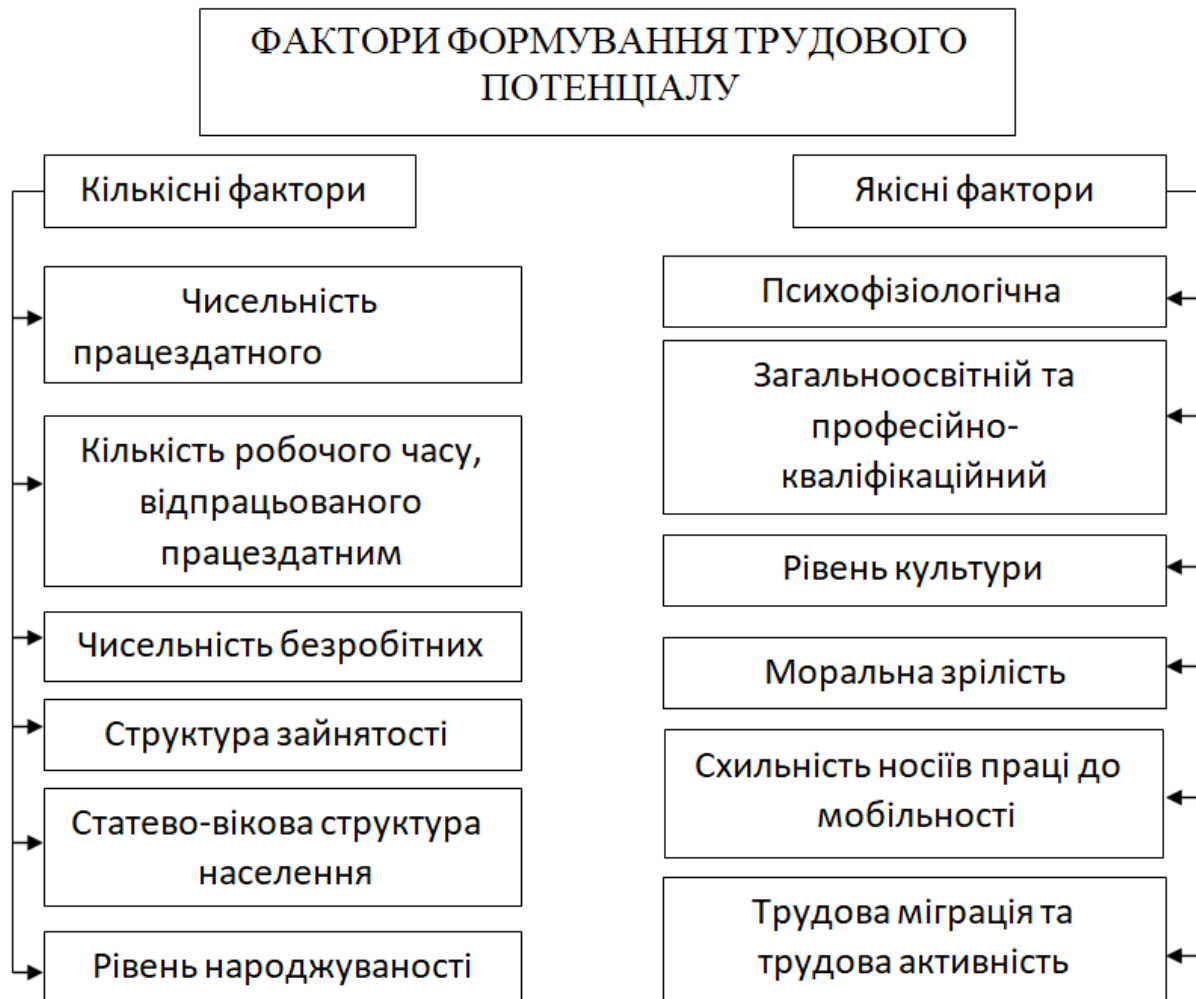 ФАКТОРИ ФОРМУВАННЯ ТРУДОВОГО
ПОТЕНЦІАЛУ
Кількісні фактори
Чисельність
працездатного
Кількість робочого часу,
відпрацьованого
працездатним
Чисельність безробітних
Структура зайнятості
Статево-вікова структура
населення
Рівень народжуваності
Якісні фактори
Психофізіологічна
Загальноосвітній та
професійно-
кваліфікаційний
Рівень культури
Моральна зрілість
Схильність носіїв праці до
мобільності
Трудова міграція та
трудова активність